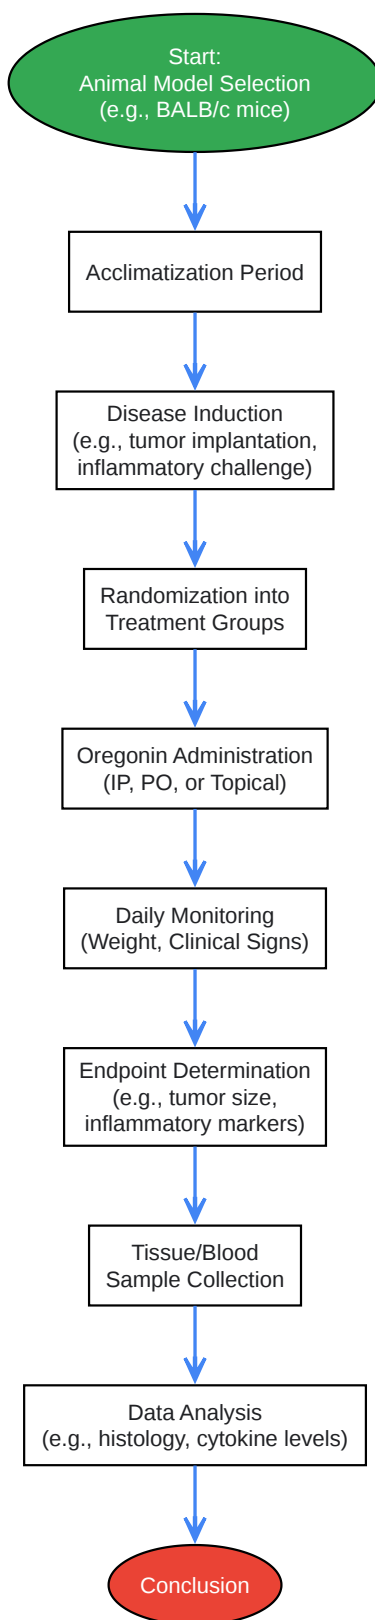 Start:
Animal Model Selection
(e.g., BALB/c mice)
Acclimatization Period
Disease Induction
(e.g., tumor implantation,
inflammatory challenge)
Randomization into
Treatment Groups
Oregonin Administration
(IP, PO, or Topical)
Daily Monitoring
(Weight, Clinical Signs)
Endpoint Determination
(e.g., tumor size,
inflammatory markers)
Tissue/Blood
Sample Collection
Data Analysis
(e.g., histology, cytokine levels)
Conclusion